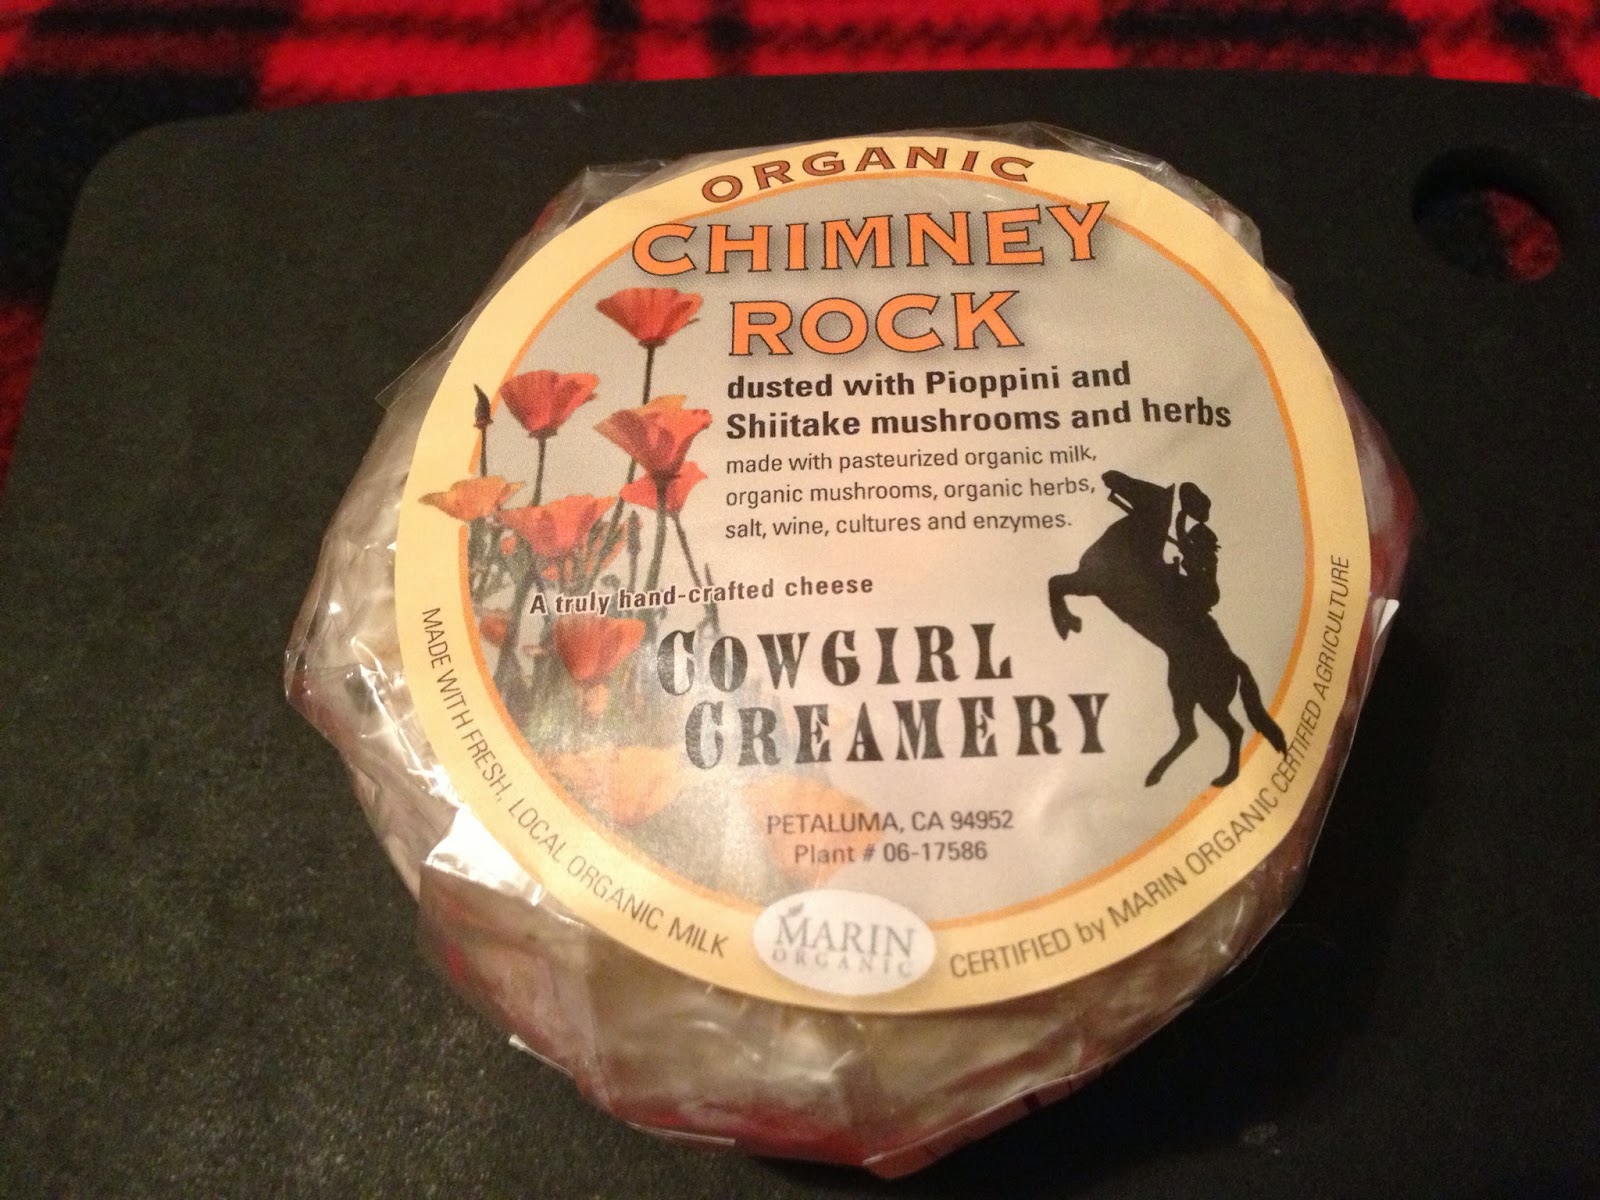 ORGANIC
CHIMNEY
ROCK
dusted with Pioppini and
Shiitake mushrooms and herbs
made with pasteurized organic milk,
organic mushrooms, organic herbs,
salt, wine, cultures and enzymes.
A truly hand-crafted cheese
COWGIRL
CREAMERY
PETALUMA, CA 94952
Plant # 06-17586
MADE WITH FRESH, LOCAL ORGANIC MILK
MARIN
ORGANIC
CERTIFIED by MARIN ORGANIC CERTIFIED AGRICULTURE